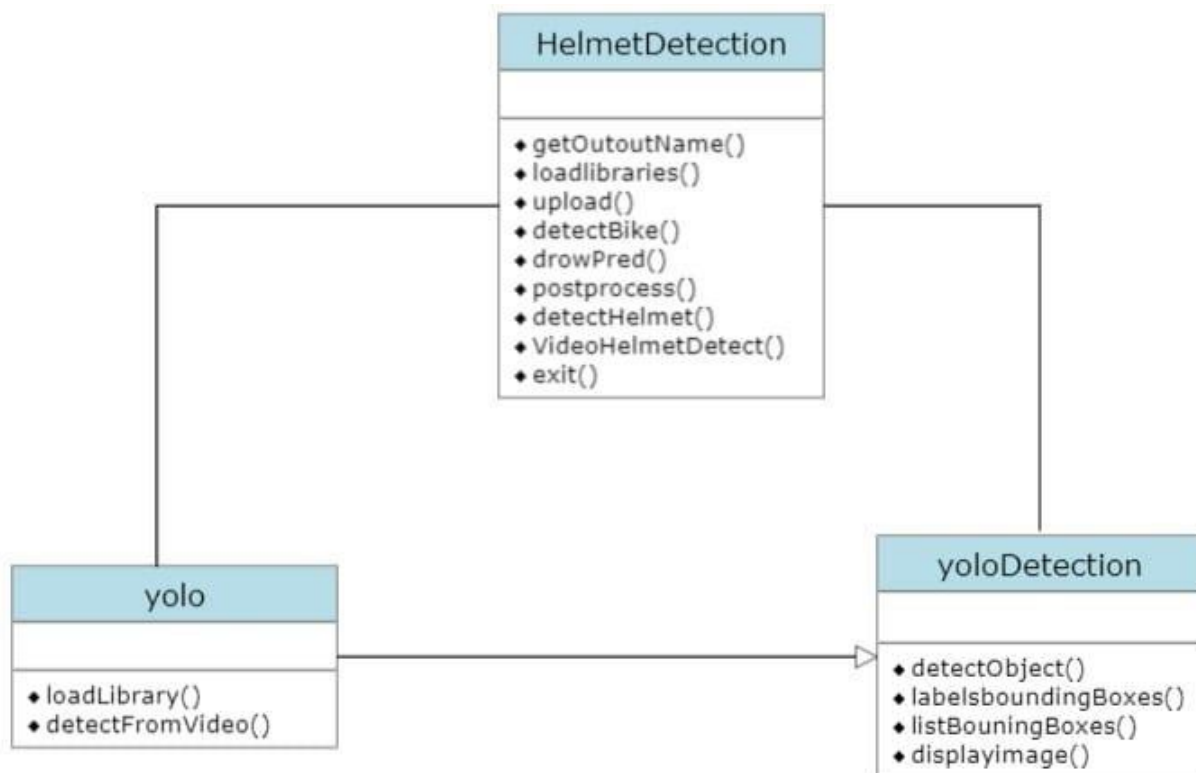 HelmetDetection
getOutoutName()
loadlibraries()
upload()
detectBike()
drowPred()
postprocess()
detectHelmet()
VideoHelmetDetect()
exit()
yolo
loadLibrary()
detectFromVideo()
yoloDetection
detectObject()
labelsboundingBoxes()
listBouningBoxes()
displayimage()